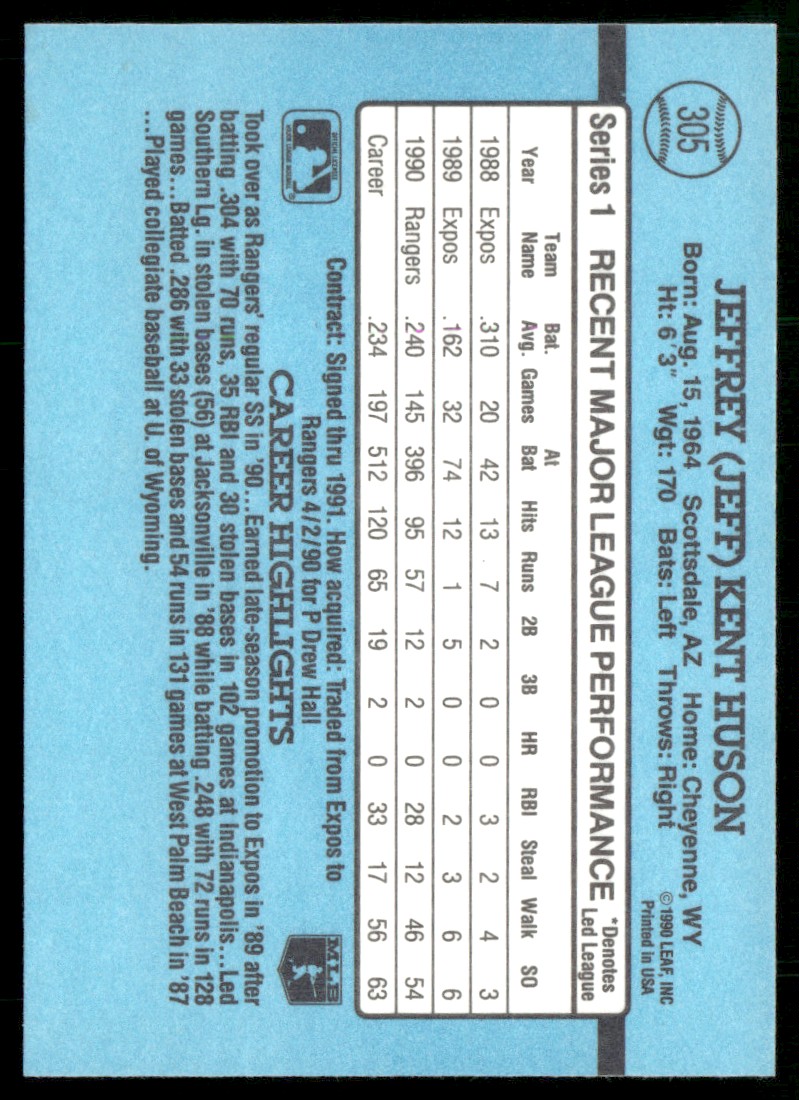 305
JEFFREY (JEFF) KENT HUSON
Born: Aug. 15, 1964 Scottsdale, AZ Home: Cheyenne, WY
Ht: 6'3" Wgt: 170 Bats: Left Throws: Right
©1990 LEAF, INC
Printed in USA
Series 1 RECENT MAJOR LEAGUE PERFORMANCE *Denotes Led League
Year Team Name Bat. Avg. Games At Bat Hits Runs 2B 3B HR RBI Steal Walk SO
1988 Expos .310 20 42 13 7 2 0 0 3 2 4 3
1989 Expos .162 32 74 12 1 5 0 0 2 3 6 6
1990 Rangers .240 145 396 95 57 12 2 0 28 12 46 54
Career .234 197 512 120 65 19 2 0 33 17 56 63
Contract: Signed thru 1991. How acquired: Traded from Expos to
Rangers 4/2/90 for P Drew Hall
MLB
CAREER HIGHLIGHTS
Took over as Rangers' regular SS in '90...Earned late-season promotion to Expos in '89 after
batting .304 with 70 runs, 35 RBI and 30 stolen bases in 102 games at Indianapolis...Led
Southern Lg. in stolen bases (56) at Jacksonville in '88 while batting .248 with 72 runs in 128
games...Batted .286 with 33 stolen bases and 54 runs in 131 games at West Palm Beach in '87
...Played collegiate baseball at U. of Wyoming.